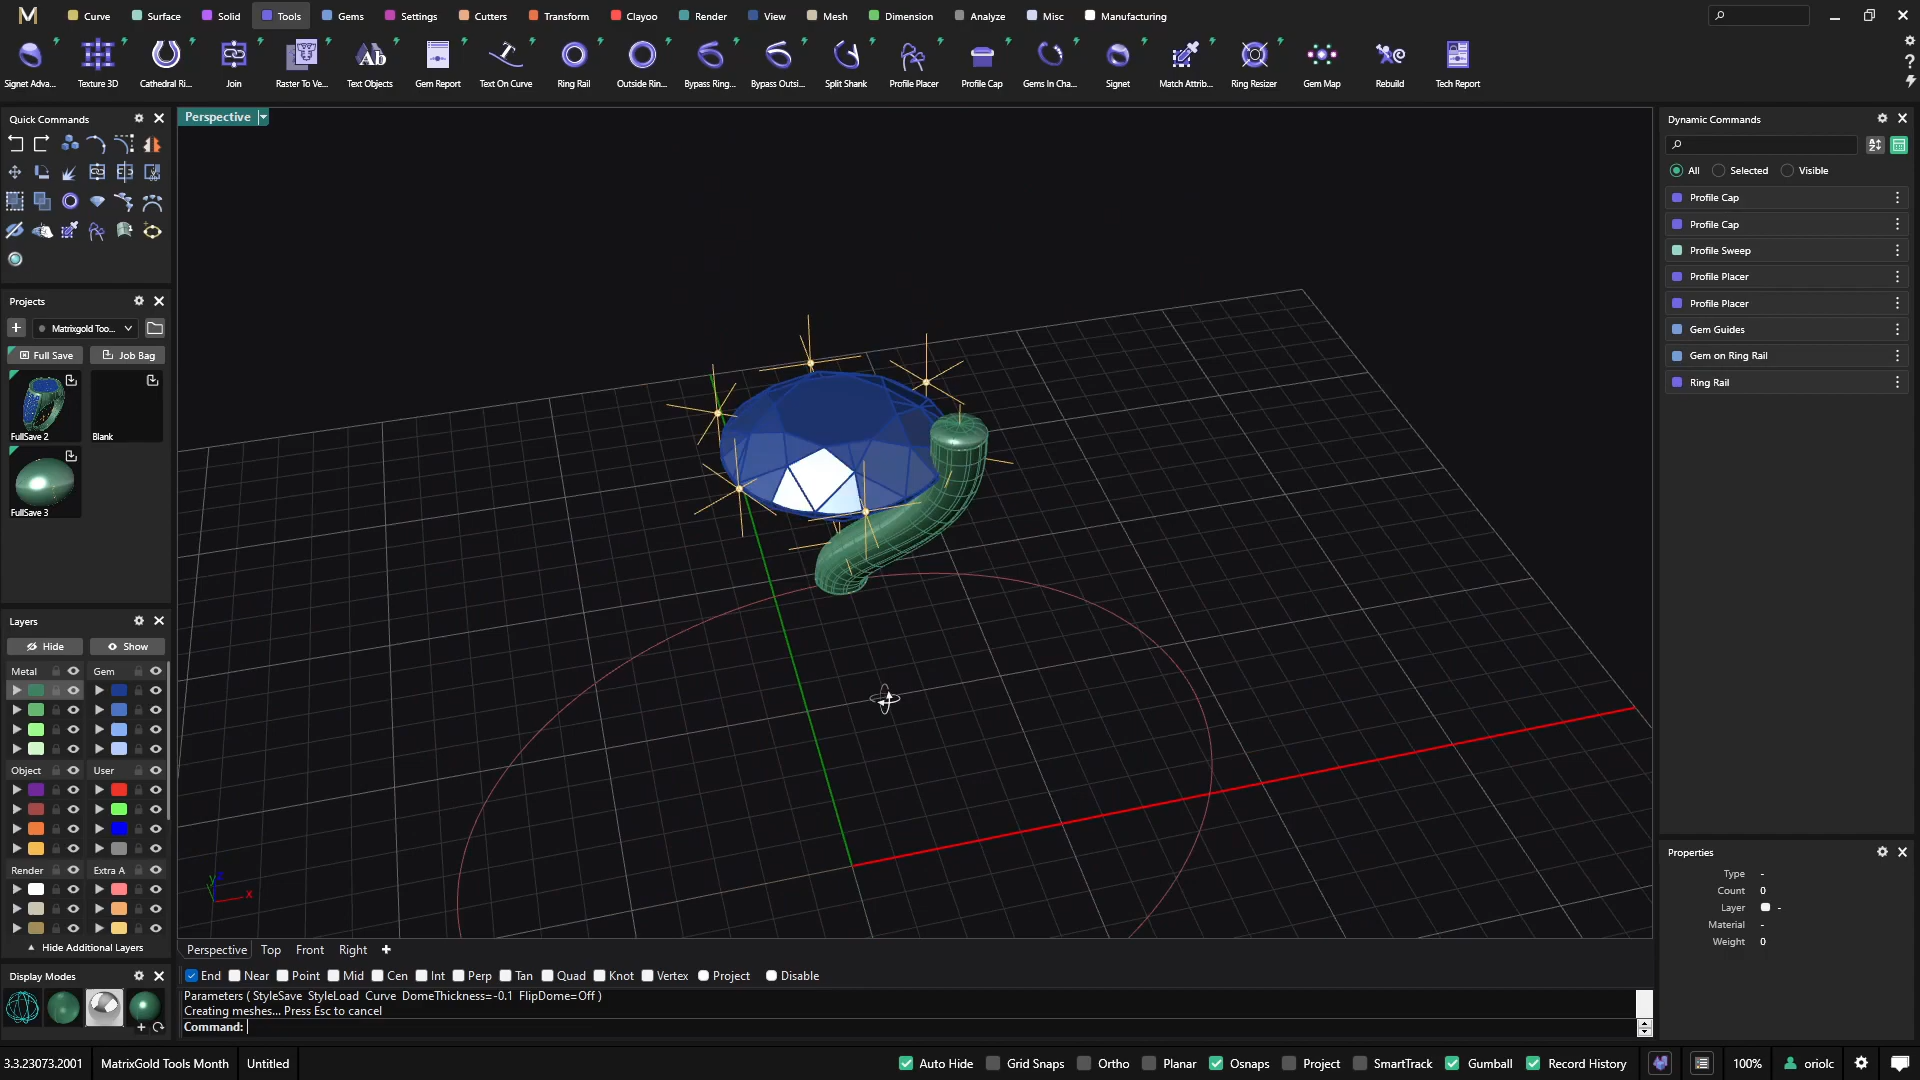 Curve Surface Solid Tools Gems Settings Cutters Transform Clayoo Render View Mesh Dimension Analyze Misc Manufacturing
Signet Adva... Texture 3D Cathedral Ri... Join Raster To Ve... Text Objects Gem Report Text On Curve Ring Rail Outside Rin... Bypass Ring... Bypass Outsi... Split Shank Profile Placer Profile Cap Gems In Cha... Signet Match Attrib... Ring Resizer Gem Map Rebuild Tech Report
Quick Commands
Projects
Matrixgold Too...
Full Save Job Bag
FullSave 2 Blank
FullSave 3
Layers
Hide Show
Metal Gem
Object User
Render Extra A
Hide Additional Layers
Display Modes
Perspective
z
y
x
Perspective Top Front Right
End Near Point Mid Cen Int Perp Tan Quad Knot Vertex Project Disable
Parameters ( StyleSave StyleLoad Curve DomeThickness=-0.1 FlipDome=Off )
Creating meshes... Press Esc to cancel
Command:
Dynamic Commands
All Selected Visible
Profile Cap
Profile Cap
Profile Sweep
Profile Placer
Profile Placer
Gem Guides
Gem on Ring Rail
Ring Rail
Properties
Type -
Count 0
Layer -
Material -
Weight 0
3.3.23073.2001 MatrixGold Tools Month Untitled Auto Hide Grid Snaps Ortho Planar Osnaps Project SmartTrack Gumball Record History 100% oriolc